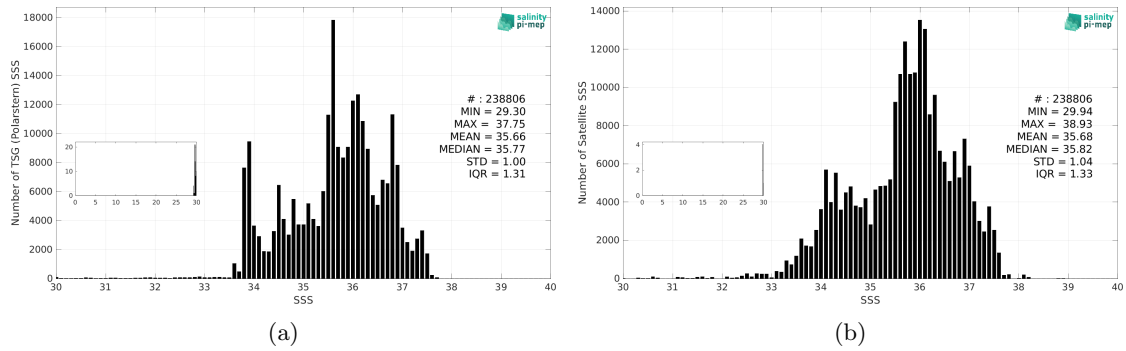 salinity
pi-mep
18000
16000
14000
12000
10000
8000
6000
4000
2000
0
Number of TSG (Polarstern) SSS
# : 238806
MIN = 29.30
MAX = 37.75
MEAN = 35.66
MEDIAN = 35.77
STD = 1.00
IQR = 1.31
20
10
0
0 5 10 15 20 25 30
30 31 32 33 34 35 36 37 38 39 40
SSS
(a)
salinity
pi-mep
14000
12000
10000
8000
6000
4000
2000
0
Number of Satellite SSS
# : 238806
MIN = 29.94
MAX = 38.93
MEAN = 35.68
MEDIAN = 35.82
STD = 1.04
IQR = 1.33
4
2
0
0 5 10 15 20 25 30
30 31 32 33 34 35 36 37 38 39 40
SSS
(b)